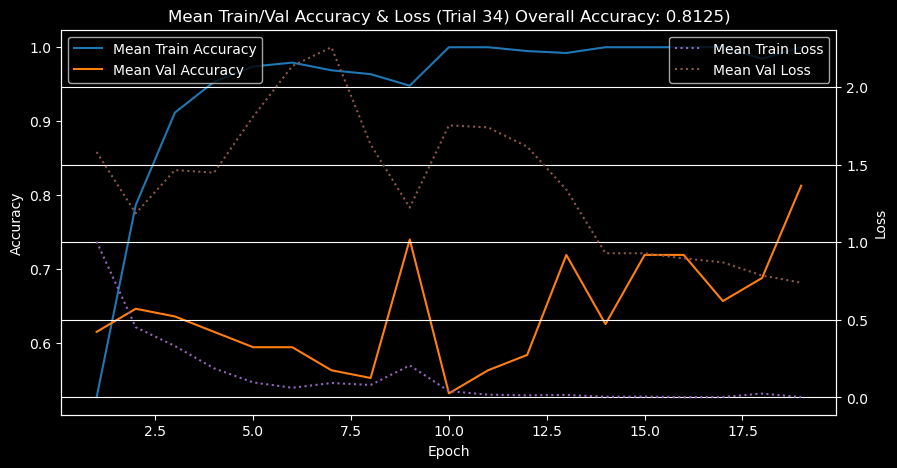 Mean Train/Val Accuracy & Loss (Trial 34) Overall Accuracy: 0.8125)
Mean Train Accuracy
Mean Val Accuracy
Mean Train Loss
Mean Val Loss
1.0
0.9
0.8
0.7
0.6
Accuracy
2.0
1.5
1.0
0.5
0.0
Loss
2.5 5.0 7.5 10.0 12.5 15.0 17.5
Epoch